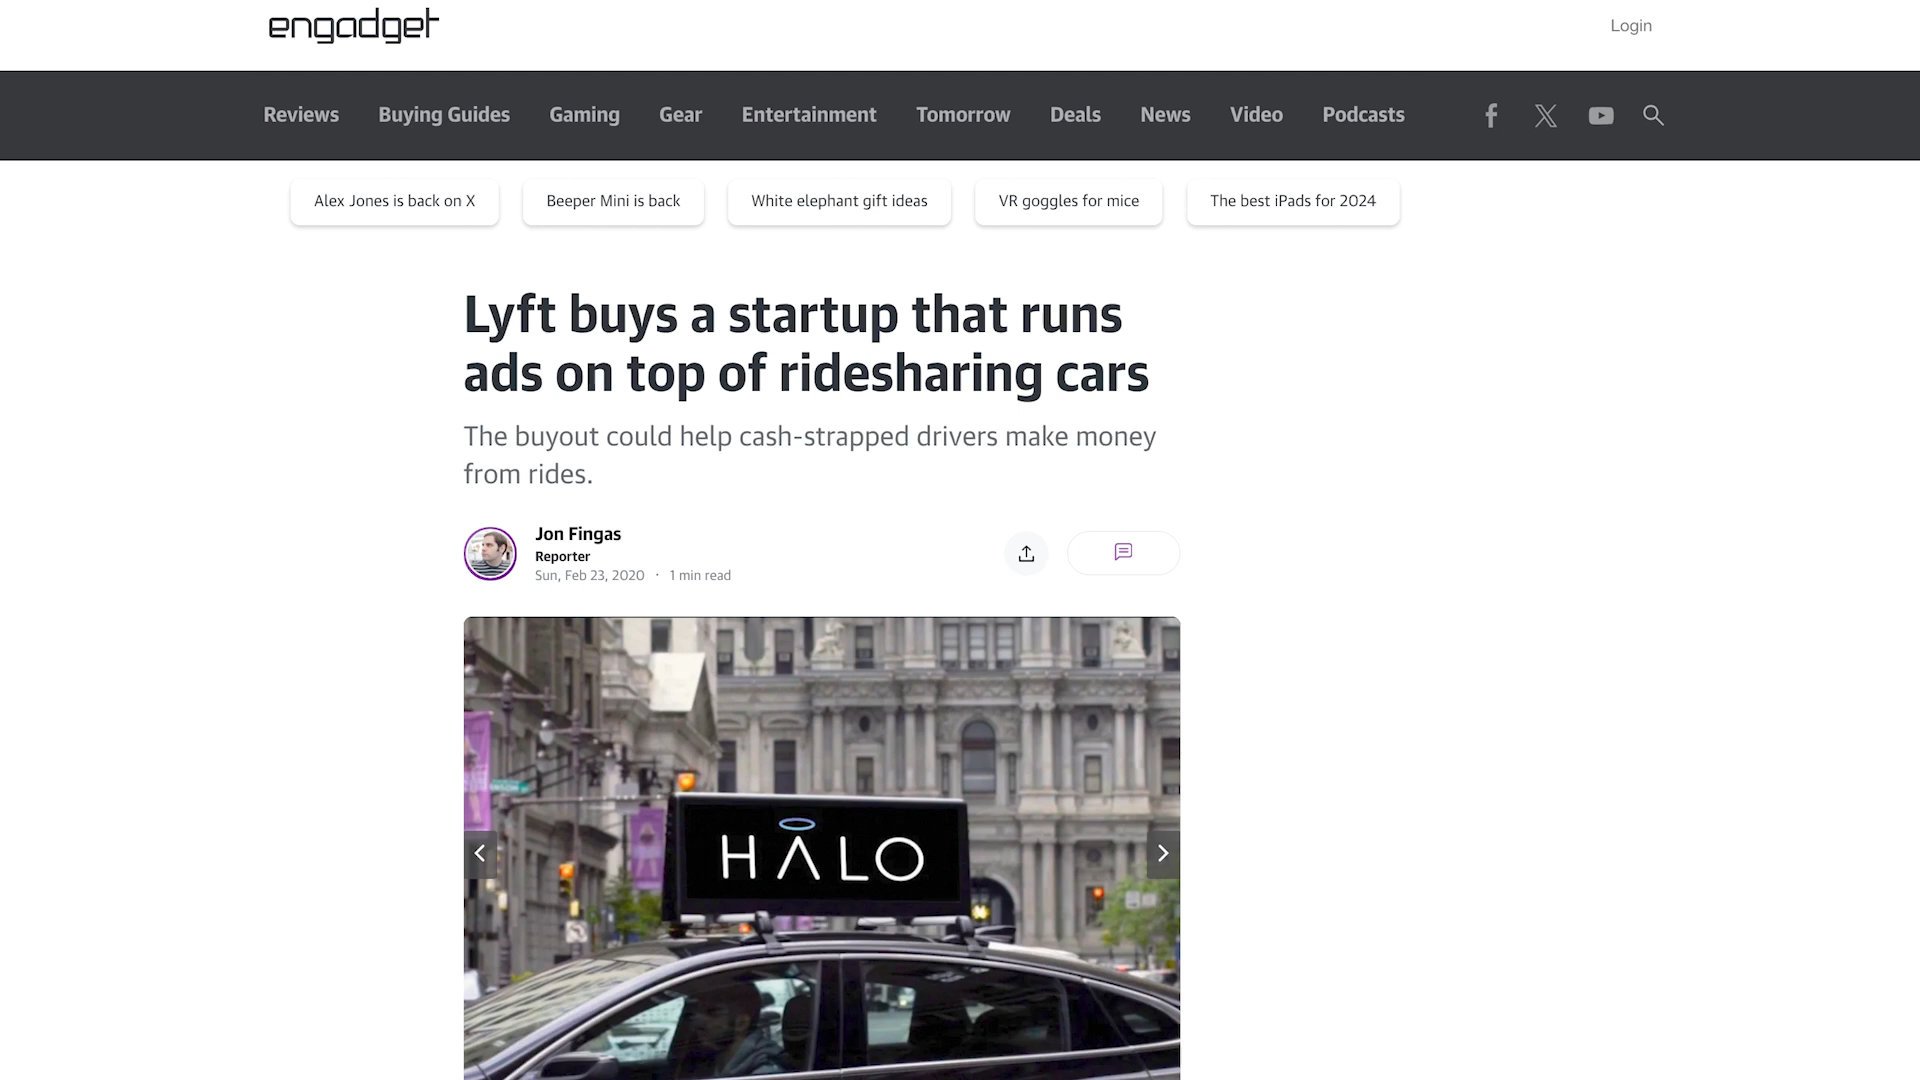 engadget
Login
Reviews Buying Guides Gaming Gear Entertainment Tomorrow Deals News Video Podcasts
Alex Jones is back on X
Beeper Mini is back
White elephant gift ideas
VR goggles for mice
The best iPads for 2024
Lyft buys a startup that runs
ads on top of ridesharing cars
The buyout could help cash-strapped drivers make money
from rides.
Jon Fingas
Reporter
Sun, Feb 23, 2020 · 1 min read
HALO